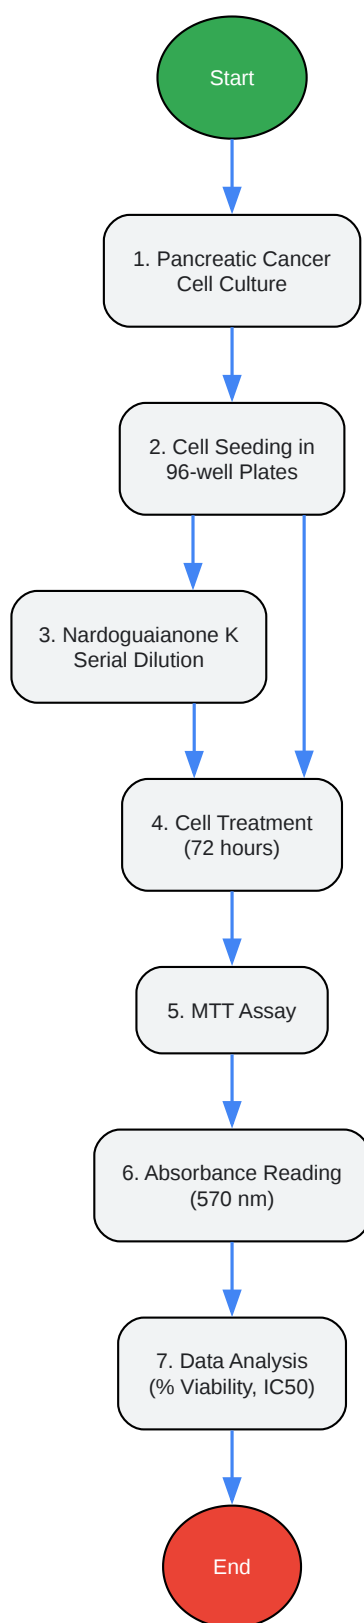 Start
1. Pancreatic Cancer
Cell Culture
2. Cell Seeding in
96-well Plates
3. Nardoguaianone K
Serial Dilution
4. Cell Treatment
(72 hours)
5. MTT Assay
6. Absorbance Reading
(570 nm)
7. Data Analysis
(% Viability, IC50)
End